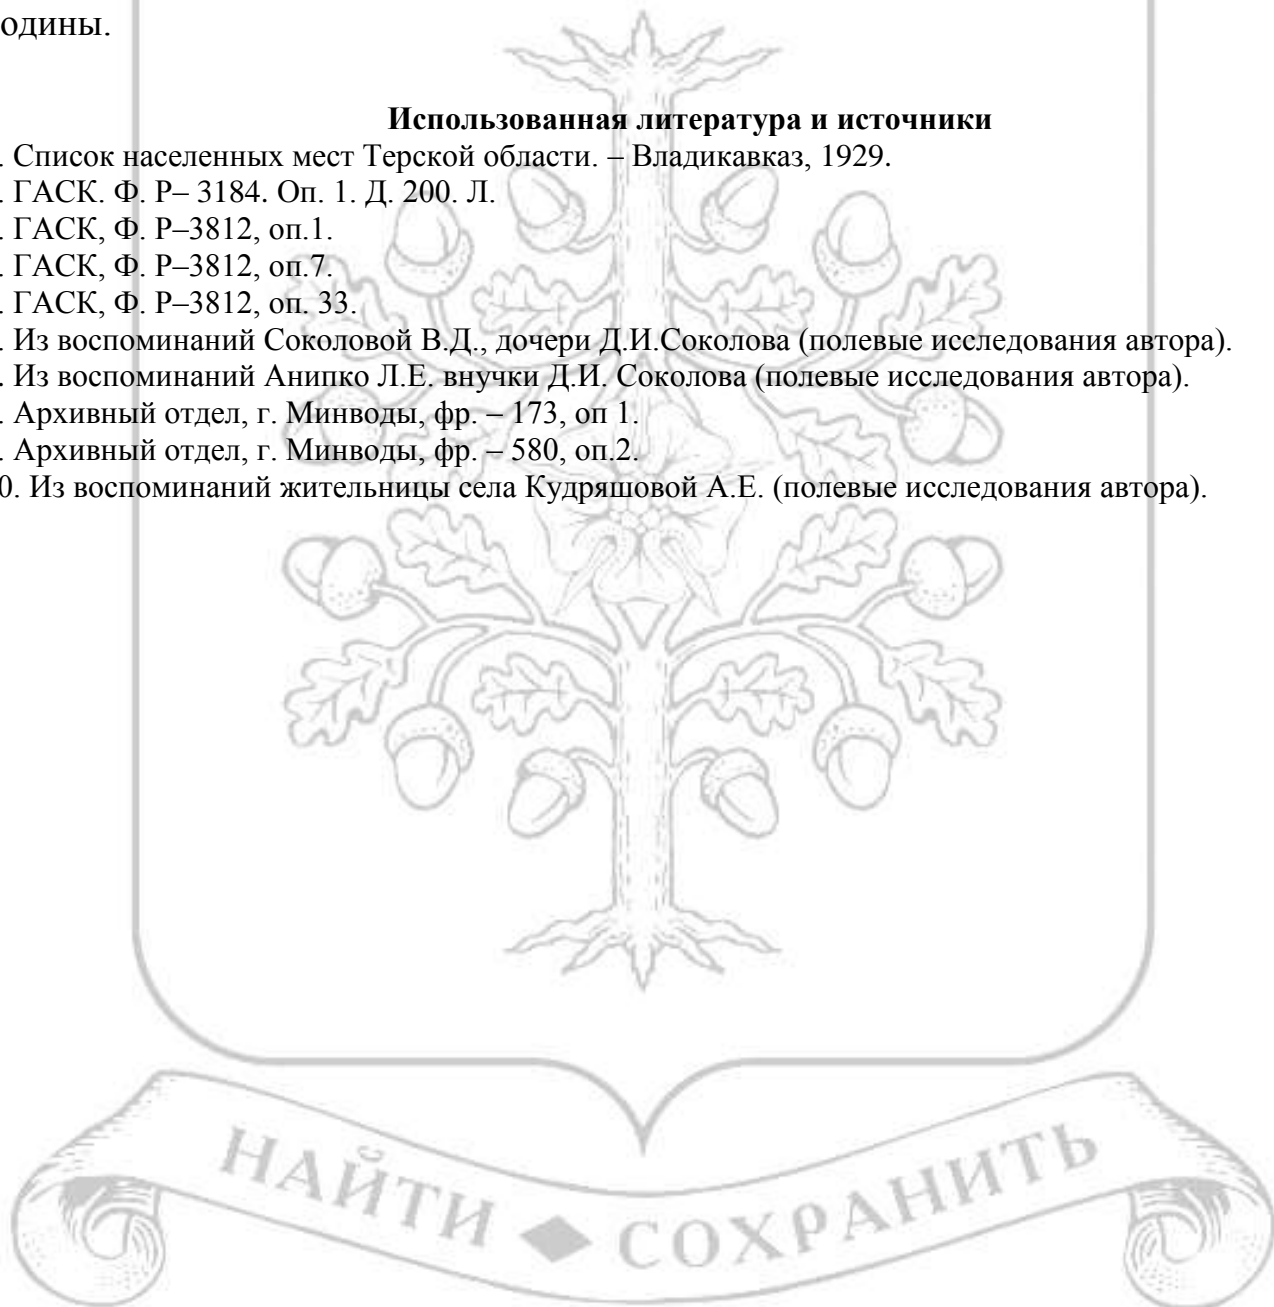 одины.
Использованная литература и источники
. Список населенных мест Терской области. – Владикавказ, 1929.
. ГАСК. Ф. Р– 3184. Оп. 1. Д. 200. Л.
. ГАСК, Ф. Р–3812, оп.1.
. ГАСК, Ф. Р–3812, оп.7.
. ГАСК, Ф. Р–3812, оп. 33.
. Из воспоминаний Соколовой В.Д., дочери Д.И.Соколова (полевые исследования автора).
. Из воспоминаний Анипко Л.Е. внучки Д.И. Соколова (полевые исследования автора).
. Архивный отдел, г. Минводы, фр. – 173, оп 1.
. Архивный отдел, г. Минводы, фр. – 580, оп.2.
0. Из воспоминаний жительницы села Кудряшовой А.Е. (полевые исследования автора).
НАЙТИ ◆ СОХРАНИТЬ